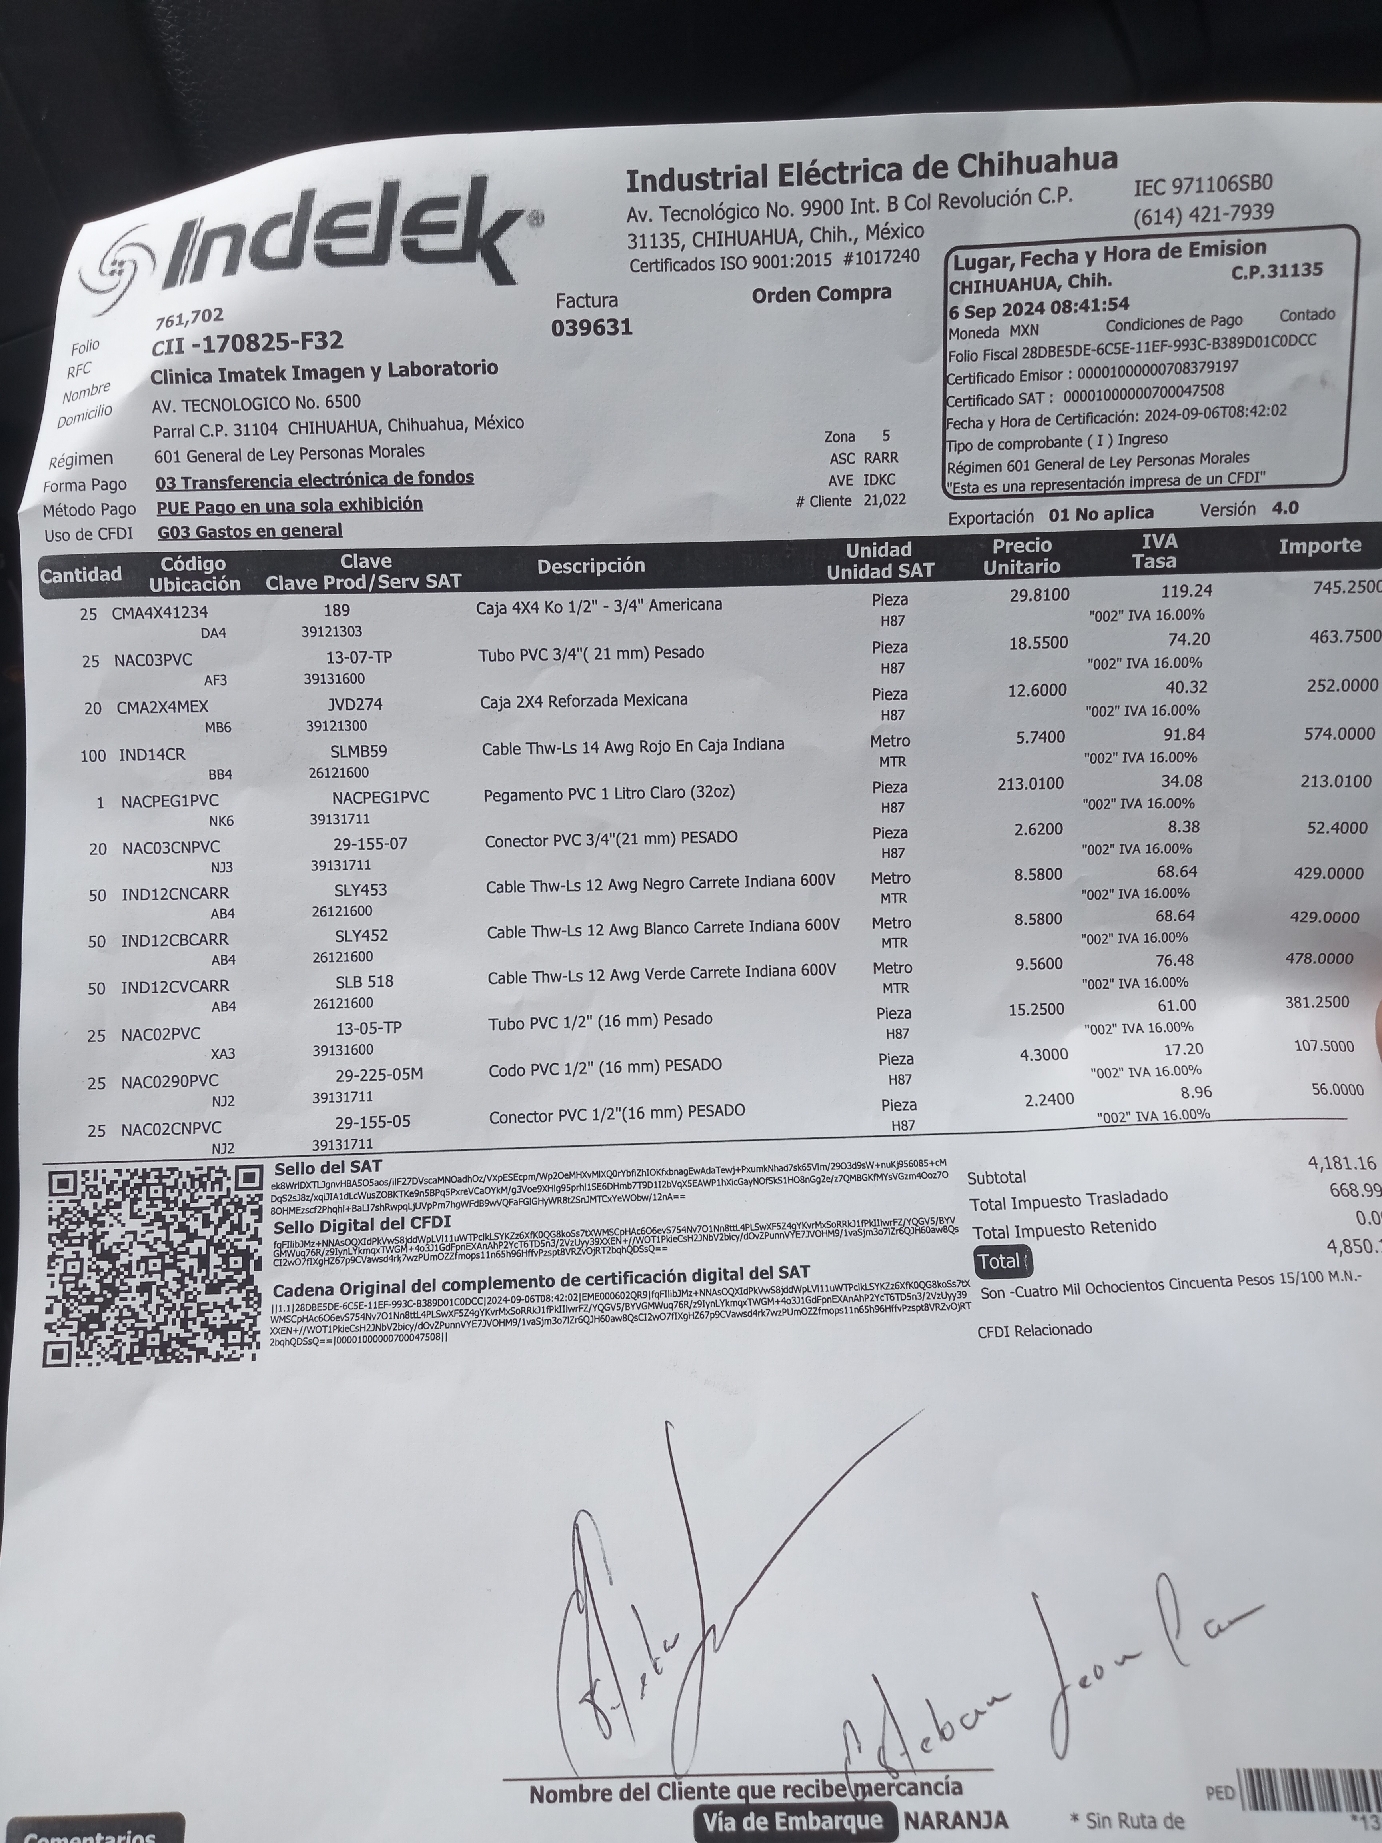 Indelek®
Industrial Eléctrica de Chihuahua
Av. Tecnológico No. 9900 Int. B Col Revolución C.P.
31135, CHIHUAHUA, Chih., México
Certificados ISO 9001:2015 #1017240
IEC 971106SB0
(614) 421-7939
Factura
039631
Orden Compra
Lugar, Fecha y Hora de Emision
CHIHUAHUA, Chih. C.P.31135
6 Sep 2024 08:41:54
Moneda MXN Condiciones de Pago Contado
Folio Fiscal 28DBE5DE-6C5E-11EF-993C-B389D01C0DCC
Certificado Emisor : 00001000000708379197
Certificado SAT : 00001000000700047508
Fecha y Hora de Certificación: 2024-09-06T08:42:02
Tipo de comprobante ( I ) Ingreso
Régimen 601 General de Ley Personas Morales
"Esta es una representación impresa de un CFDI"
Folio 761,702
RFC CII -170825-F32
Nombre Clinica Imatek Imagen y Laboratorio
Domicilio AV. TECNOLOGICO No. 6500
Parral C.P. 31104 CHIHUAHUA, Chihuahua, México
Régimen 601 General de Ley Personas Morales
Forma Pago 03 Transferencia electrónica de fondos
Método Pago PUE Pago en una sola exhibición
Uso de CFDI G03 Gastos en general
Zona 5
ASC RARR
AVE IDKC
# Cliente 21,022
Exportación 01 No aplica Versión 4.0
Cantidad Código Clave Descripción Unidad Precio IVA Importe
Ubicación Clave Prod/Serv SAT Unidad SAT Unitario Tasa
25 CMA4X41234 189 Caja 4X4 Ko 1/2" - 3/4" Americana Pieza 29.8100 119.24 745.2500
DA4 39121303 H87 "002" IVA 16.00%
25 NAC03PVC 13-07-TP Tubo PVC 3/4"( 21 mm) Pesado Pieza 18.5500 74.20 463.7500
AF3 39131600 H87 "002" IVA 16.00%
20 CMA2X4MEX JVD274 Caja 2X4 Reforzada Mexicana Pieza 12.6000 40.32 252.0000
MB6 39121300 H87 "002" IVA 16.00%
100 IND14CR SLMB59 Cable Thw-Ls 14 Awg Rojo En Caja Indiana Metro 5.7400 91.84 574.0000
BB4 26121600 MTR "002" IVA 16.00%
1 NACPEG1PVC NACPEG1PVC Pegamento PVC 1 Litro Claro (32oz) Pieza 213.0100 34.08 213.0100
NK6 39131711 H87 "002" IVA 16.00%
20 NAC03CNPVC 29-155-07 Conector PVC 3/4"(21 mm) PESADO Pieza 2.6200 8.38 52.4000
NJ3 39131711 H87 "002" IVA 16.00%
50 IND12CNCARR SLY453 Cable Thw-Ls 12 Awg Negro Carrete Indiana 600V Metro 8.5800 68.64 429.0000
AB4 26121600 MTR "002" IVA 16.00%
50 IND12CBCARR SLY452 Cable Thw-Ls 12 Awg Blanco Carrete Indiana 600V Metro 8.5800 68.64 429.0000
AB4 26121600 MTR "002" IVA 16.00%
50 IND12CVCARR SLB 518 Cable Thw-Ls 12 Awg Verde Carrete Indiana 600V Metro 9.5600 76.48 478.0000
AB4 26121600 MTR "002" IVA 16.00%
25 NAC02PVC 13-05-TP Tubo PVC 1/2" (16 mm) Pesado Pieza 15.2500 61.00 381.2500
XA3 39131600 H87 "002" IVA 16.00%
25 NAC0290PVC 29-225-05M Codo PVC 1/2" (16 mm) PESADO Pieza 4.3000 17.20 107.5000
NJ2 39131711 H87 "002" IVA 16.00%
25 NAC02CNPVC 29-155-05 Conector PVC 1/2"(16 mm) PESADO Pieza 2.2400 8.96 56.0000
NJ2 39131711 H87 "002" IVA 16.00%
Sello del SAT
Sello Digital del CFDI
Cadena Original del complemento de certificación digital del SAT
Subtotal 4,181.16
Total Impuesto Trasladado 668.99
Total Impuesto Retenido 0.0
Total 4,850.
Son -Cuatro Mil Ochocientos Cincuenta Pesos 15/100 M.N.-
CFDI Relacionado
Esteban
Nombre del Cliente que recibe mercancía
Vía de Embarque NARANJA
* Sin Ruta de
PED
*13
Comentarios